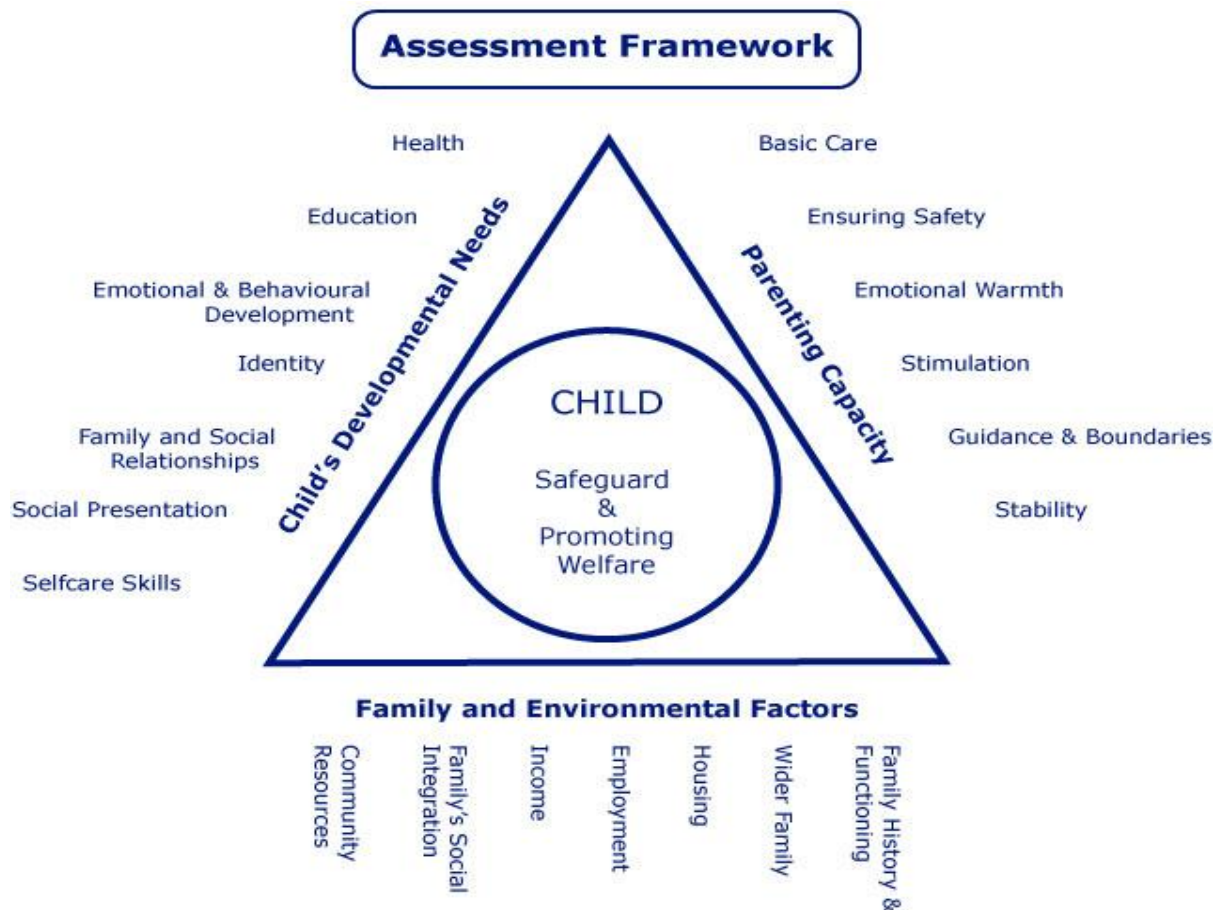 Assessment Framework
Health
Education
Emotional & Behavioural
Development
Identity
Family and Social
Relationships
Social Presentation
Selfcare Skills
Child's Developmental Needs
CHILD
Safeguard
&
Promoting
Welfare
Parenting Capacity
Basic Care
Ensuring Safety
Emotional Warmth
Stimulation
Guidance & Boundaries
Stability
Family and Environmental Factors
Community
Resources
Family's Social
Integration
Income
Employment
Housing
Wider Family
Family History &
Functioning